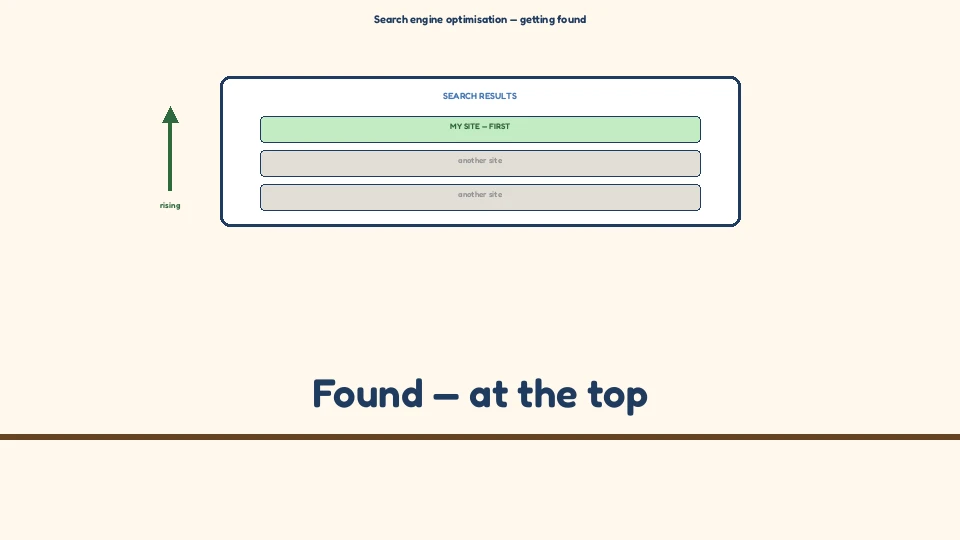 Search engine optimisation — getting found
SEARCH RESULTS
MY SITE — FIRST
another site
another site
rising
Found — at the top